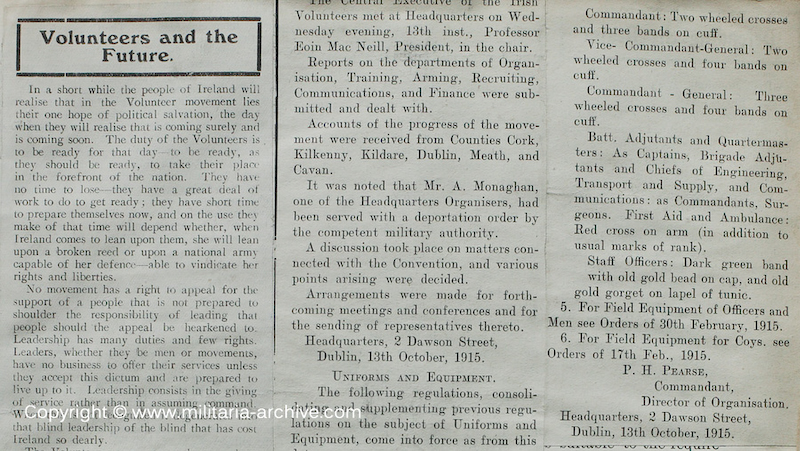 Volunteers and the
Future.
In a short while the people of Ireland will
realise that in the Volunteer movement lies
their one hope of political salvation, the day
when they will realise that is coming surely and
is coming soon. The duty of the Volunteers is
to be ready for that day—to be ready, as
they should be ready, to take their place
in the forefront of the nation. They have
no time to lose—they have a great deal of
work to do to get ready; they have short time
to prepare themselves now, and on the use they
make of that time will depend whether, when
Ireland comes to lean upon them, she will lean
upon a broken reed or upon a national army
capable of her defence—able to vindicate her
rights and liberties.
No movement has a right to appeal for the
support of a people that is not prepared to
shoulder the responsibility of leading that
people should the appeal be hearkened to.
Leadership has many duties and few rights.
Leaders, whether they be men or movements,
have no business to offer their services unless
they accept this dictum and are prepared to
live up to it. Leadership consists in the giving
of service rather than in assuming command.
that blind leadership of the blind that has cost
Ireland so dearly.
The Central Executive of the Irish
Volunteers met at Headquarters on Wed-
nesday evening, 13th inst., Professor
Eoin Mac Neill, President, in the chair.
Reports on the departments of Organ-
isation, Training, Arming, Recruiting,
Communications, and Finance were sub-
mitted and dealt with.
Accounts of the progress of the move-
ment were received from Counties Cork,
Kilkenny, Kildare, Dublin, Meath, and
Cavan.
It was noted that Mr. A. Monaghan,
one of the Headquarters Organisers, had
been served with a deportation order by
the competent military authority.
A discussion took place on matters con-
nected with the Convention, and various
points arising were decided.
Arrangements were made for forth-
coming meetings and conferences and for
the sending of representatives thereto.
Headquarters, 2 Dawson Street,
Dublin, 13th October, 1915.
Uniforms and Equipment.
The following regulations, consoli-
dating and supplementing previous regu-
lations on the subject of Uniforms and
Equipment, come into force as from this
Commandant: Two wheeled crosses
and three bands on cuff.
Vice- Commandant-General: Two
wheeled crosses and four bands on
cuff.
Commandant - General: Three
wheeled crosses and four bands on
cuff.
Batt. Adjutants and Quartermas-
ters: As Captains, Brigade Adju-
tants and Chiefs of Engineering,
Transport and Supply, and Com-
munications: as Commandants, Sur-
geons. First Aid and Ambulance:
Red cross on arm (in addition to
usual marks of rank).
Staff Officers: Dark green band
with old gold bead on cap, and old
gold gorget on lapel of tunic.
5. For Field Equipment of Officers and
Men see Orders of 30th February, 1915.
6. For Field Equipment for Coys. see
Orders of 17th Feb., 1915.
P. H. Pearse,
Commandant,
Director of Organisation.
Headquarters, 2 Dawson Street,
Dublin, 13th October, 1915.
Copyright © www.militaria-archive.com